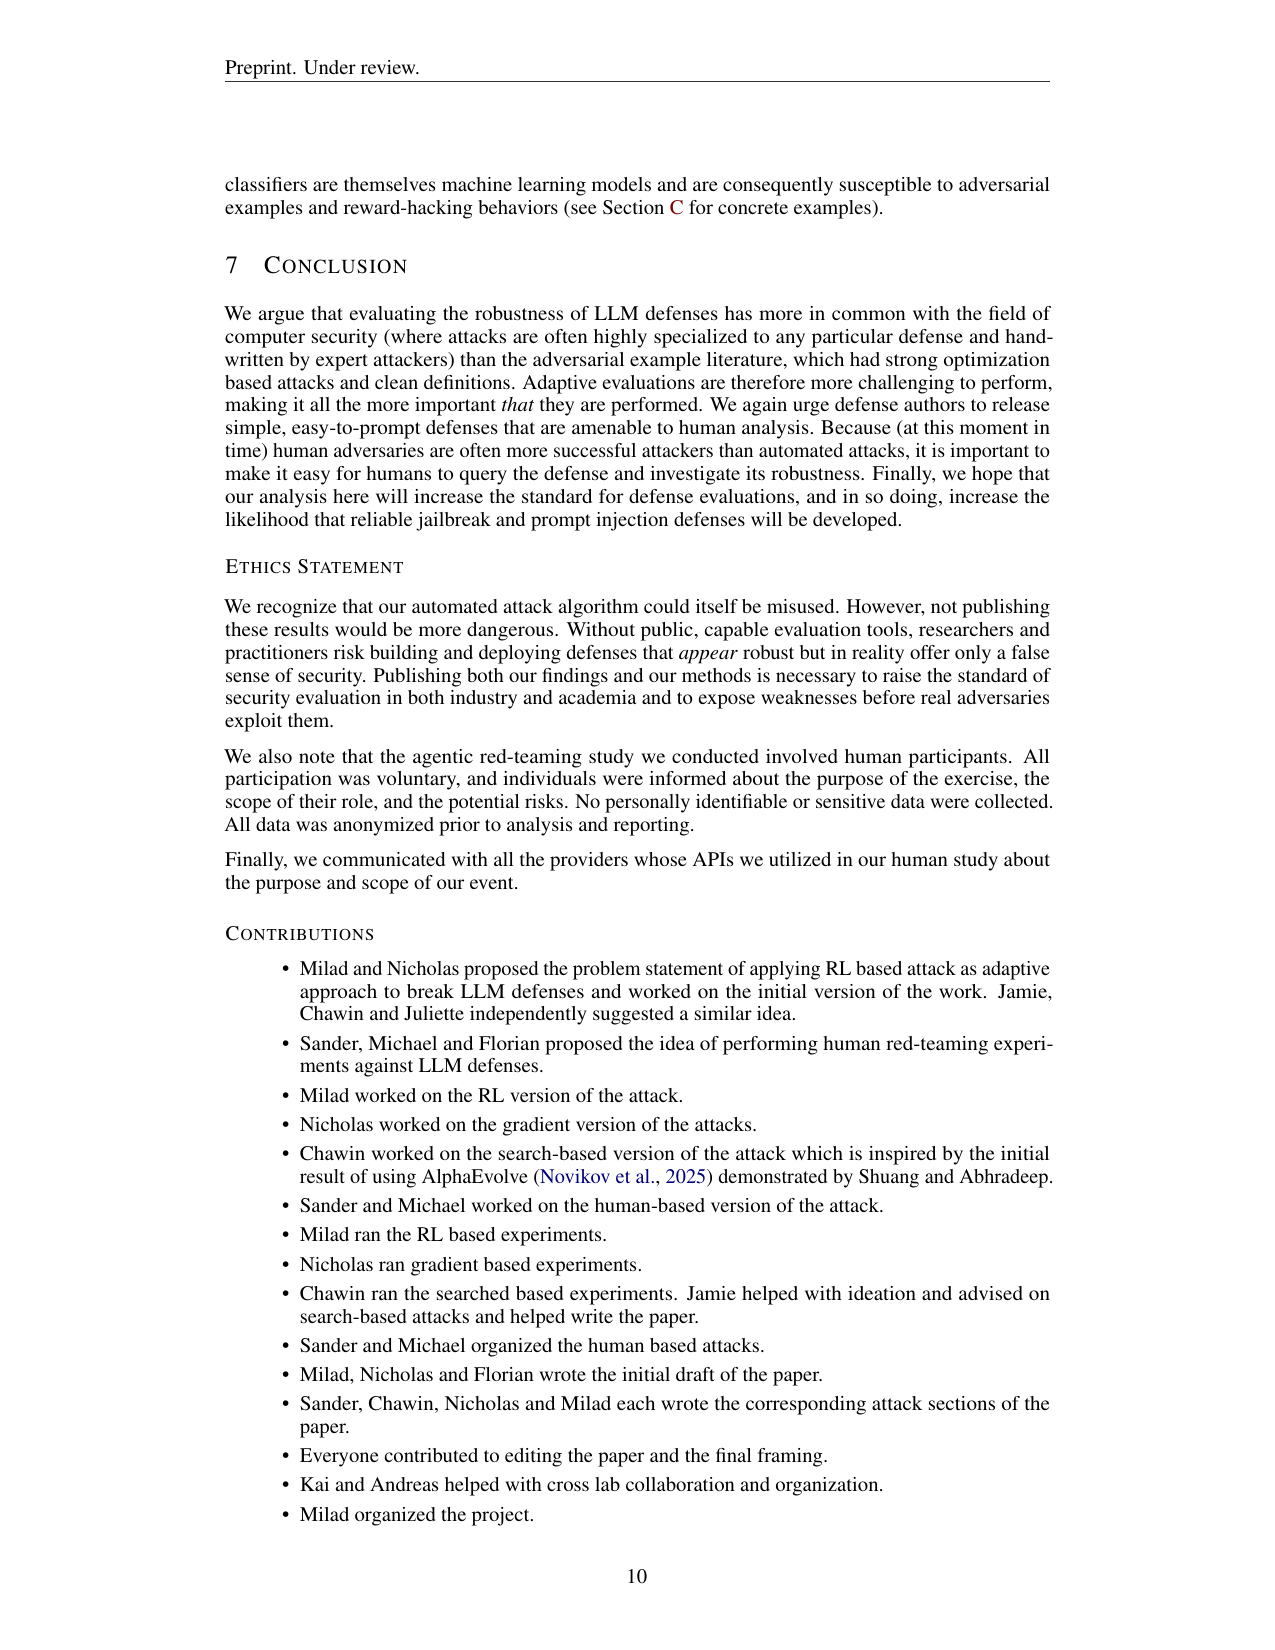 Preprint. Under review.
classifiers are themselves machine learning models and are consequently susceptible to adversarial
examples and reward-hacking behaviors (see Section C for concrete examples).
7 CONCLUSION
We argue that evaluating the robustness of LLM defenses has more in common with the field of
computer security (where attacks are often highly specialized to any particular defense and hand-
written by expert attackers) than the adversarial example literature, which had strong optimization
based attacks and clean definitions. Adaptive evaluations are therefore more challenging to perform,
making it all the more important that they are performed. We again urge defense authors to release
simple, easy-to-prompt defenses that are amenable to human analysis. Because (at this moment in
time) human adversaries are often more successful attackers than automated attacks, it is important to
make it easy for humans to query the defense and investigate its robustness. Finally, we hope that
our analysis here will increase the standard for defense evaluations, and in so doing, increase the
likelihood that reliable jailbreak and prompt injection defenses will be developed.
ETHICS STATEMENT
We recognize that our automated attack algorithm could itself be misused. However, not publishing
these results would be more dangerous. Without public, capable evaluation tools, researchers and
practitioners risk building and deploying defenses that appear robust but in reality offer only a false
sense of security. Publishing both our findings and our methods is necessary to raise the standard of
security evaluation in both industry and academia and to expose weaknesses before real adversaries
exploit them.
We also note that the agentic red-teaming study we conducted involved human participants. All
participation was voluntary, and individuals were informed about the purpose of the exercise, the
scope of their role, and the potential risks. No personally identifiable or sensitive data were collected.
All data was anonymized prior to analysis and reporting.
Finally, we communicated with all the providers whose APIs we utilized in our human study about
the purpose and scope of our event.
CONTRIBUTIONS
• Milad and Nicholas proposed the problem statement of applying RL based attack as adaptive
approach to break LLM defenses and worked on the initial version of the work. Jamie,
Chawin and Juliette independently suggested a similar idea.
• Sander, Michael and Florian proposed the idea of performing human red-teaming experi-
ments against LLM defenses.
• Milad worked on the RL version of the attack.
• Nicholas worked on the gradient version of the attacks.
• Chawin worked on the search-based version of the attack which is inspired by the initial
result of using AlphaEvolve (Novikov et al., 2025) demonstrated by Shuang and Abhradeep.
• Sander and Michael worked on the human-based version of the attack.
• Milad ran the RL based experiments.
• Nicholas ran gradient based experiments.
• Chawin ran the searched based experiments. Jamie helped with ideation and advised on
search-based attacks and helped write the paper.
• Sander and Michael organized the human based attacks.
• Milad, Nicholas and Florian wrote the initial draft of the paper.
• Sander, Chawin, Nicholas and Milad each wrote the corresponding attack sections of the
paper.
• Everyone contributed to editing the paper and the final framing.
• Kai and Andreas helped with cross lab collaboration and organization.
• Milad organized the project.
10